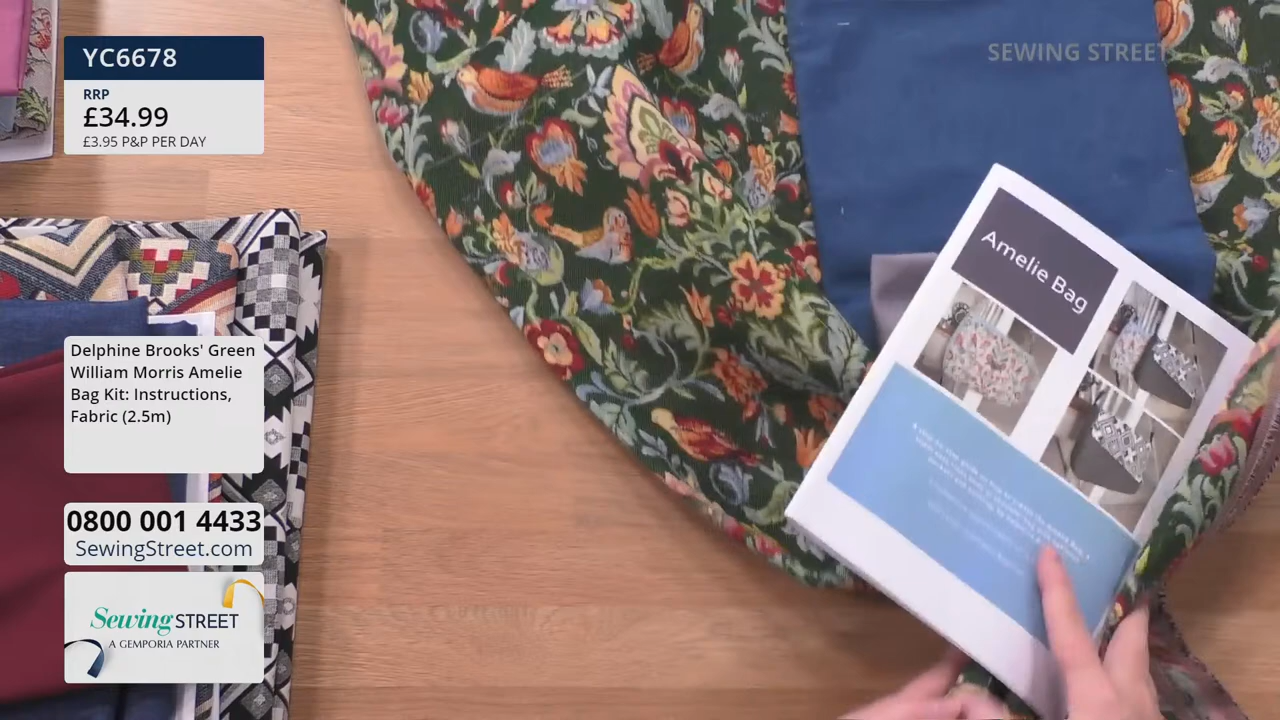 YC6678
RRP
£34.99
£3.95 P&P PER DAY
SEWING STREET
Amelie Bag
Delphine Brooks' Green
William Morris Amelie
Bag Kit: Instructions,
Fabric (2.5m)
0800 001 4433
SewingStreet.com
Sewing STREET
A GEMPORIA PARTNER